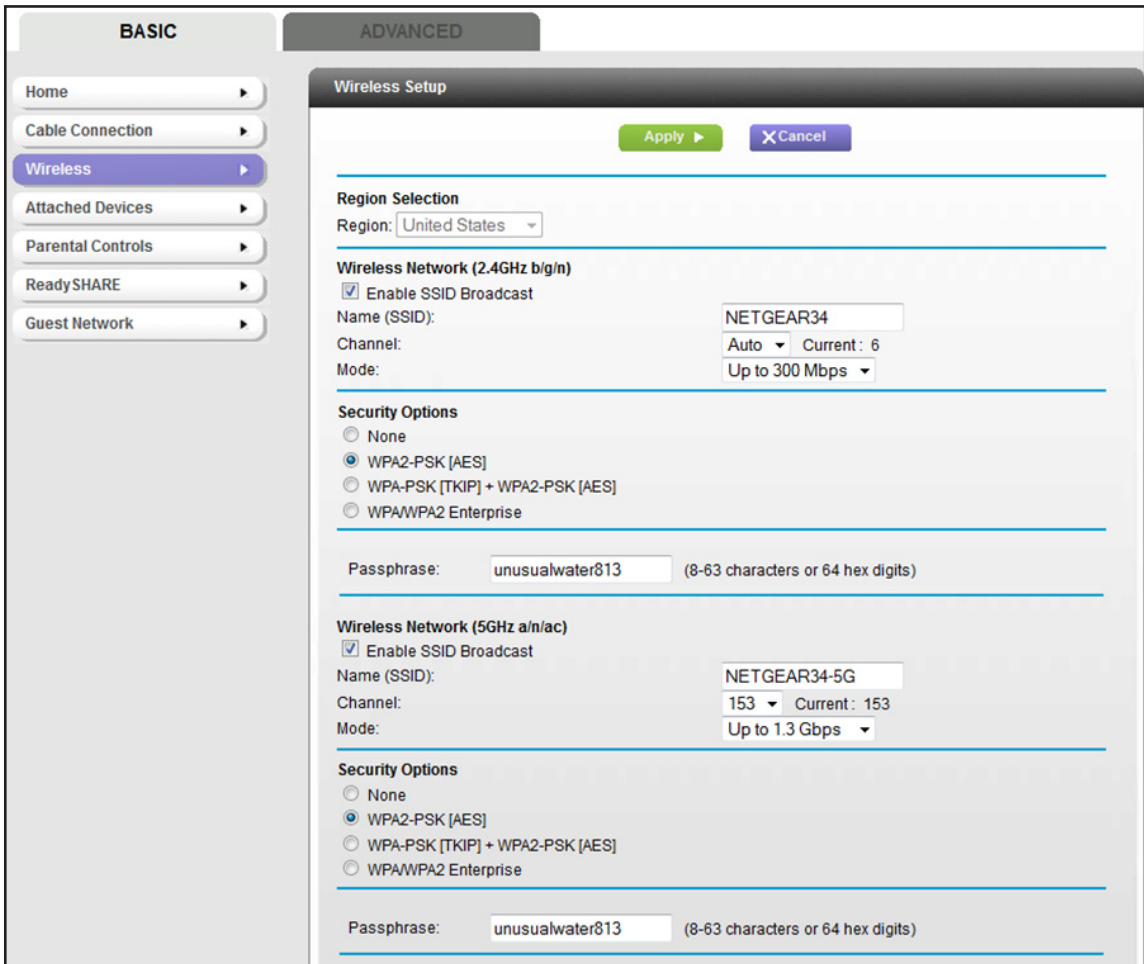 BASIC
ADVANCED
Home
Cable Connection
Wireless
Attached Devices
Parental Controls
ReadySHARE
Guest Network
Wireless Setup
Apply
Cancel
Region Selection
Region: United States
Wireless Network (2.4GHz b/g/n)
Enable SSID Broadcast
Name (SSID): NETGEAR34
Channel: Auto Current : 6
Mode: Up to 300 Mbps
Security Options
None
WPA2-PSK [AES]
WPA-PSK [TKIP] + WPA2-PSK [AES]
WPA/WPA2 Enterprise
Passphrase: unusualwater813 (8-63 characters or 64 hex digits)
Wireless Network (5GHz a/n/ac)
Enable SSID Broadcast
Name (SSID): NETGEAR34-5G
Channel: 153 Current : 153
Mode: Up to 1.3 Gbps
Security Options
None
WPA2-PSK [AES]
WPA-PSK [TKIP] + WPA2-PSK [AES]
WPA/WPA2 Enterprise
Passphrase: unusualwater813 (8-63 characters or 64 hex digits)